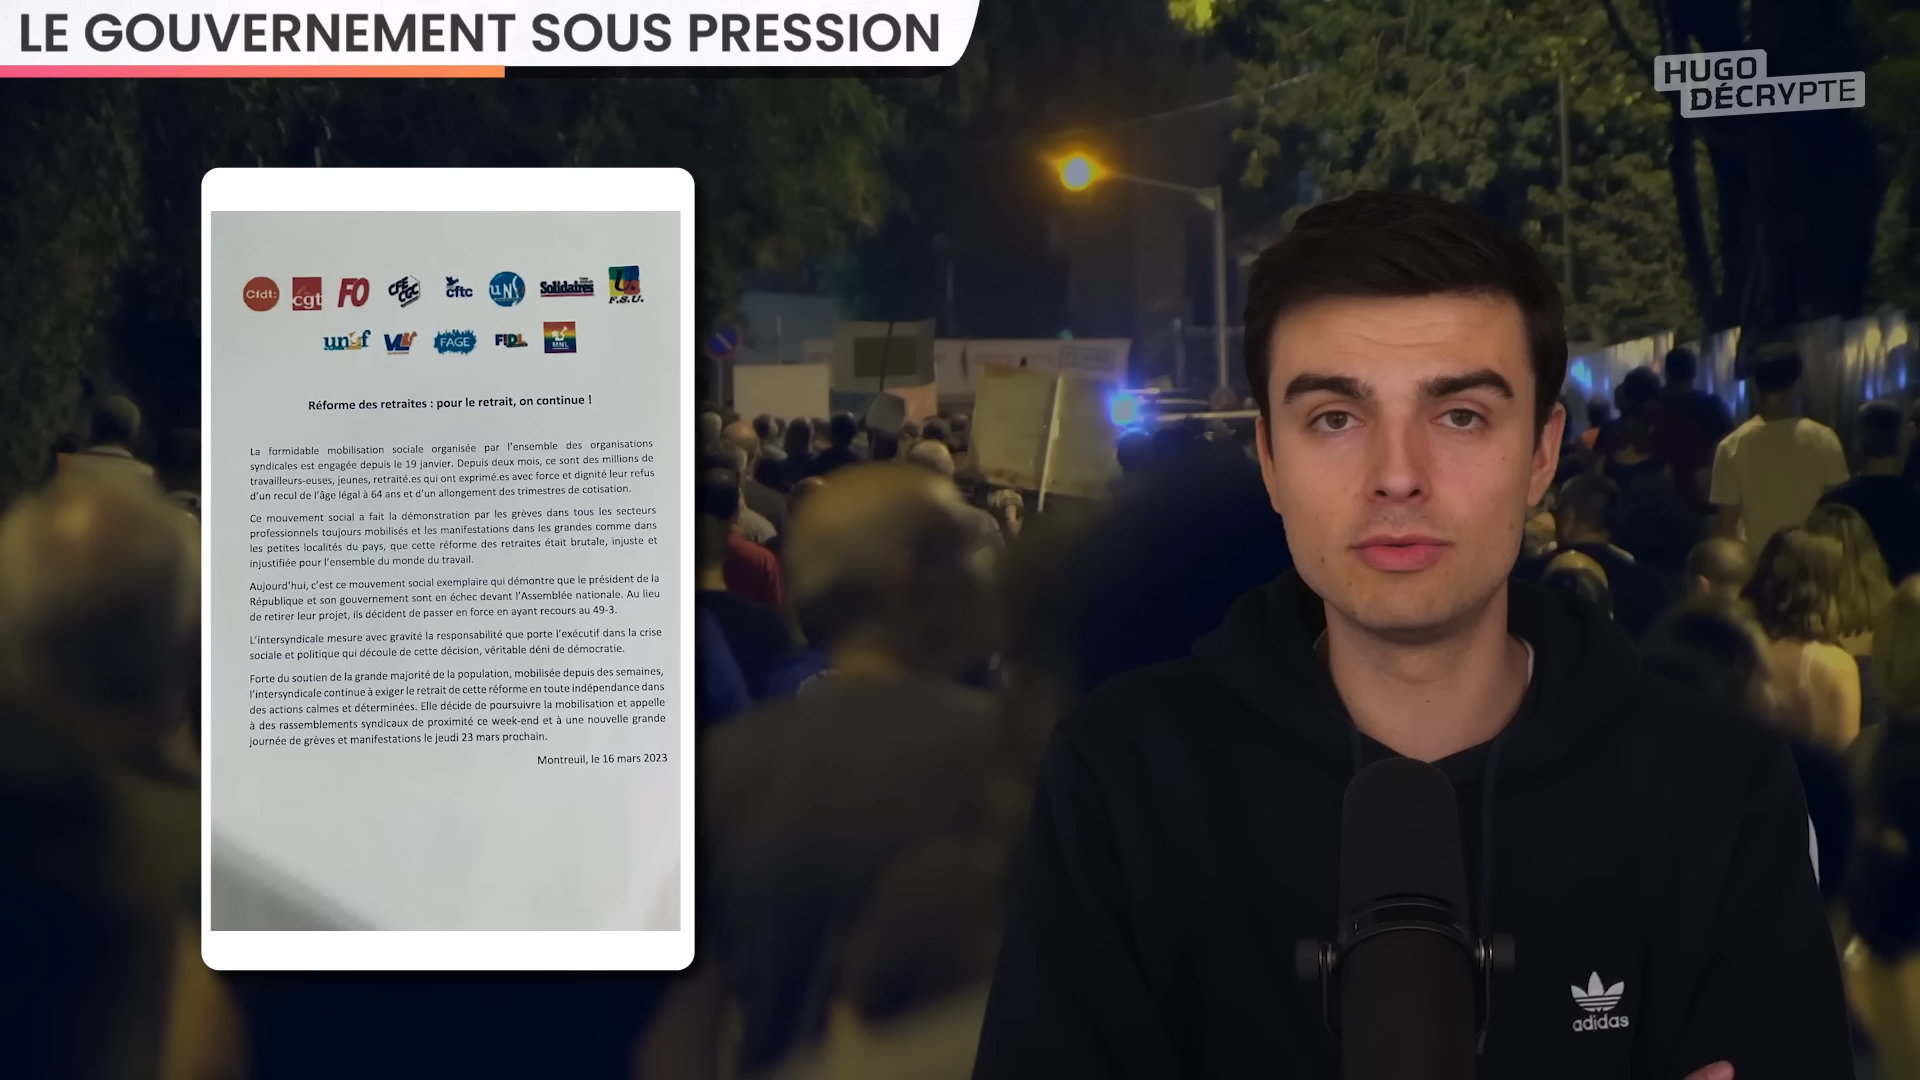 LE GOUVERNEMENT SOUS PRESSION
HUGO
DÉCRYPTE
Cfdt:
la cgt
FO
CFE CGC
cftc
UNSA
Solidaires
F.S.U.
unef
VL
FAGE
FIDL
MNL
Réforme des retraites : pour le retrait, on continue !
La formidable mobilisation sociale organisée par l'ensemble des organisations
syndicales est engagée depuis le 19 janvier. Depuis deux mois, ce sont des millions de
travailleurs-euses, jeunes, retraité.es qui ont exprimé.es avec force et dignité leur refus
d'un recul de l'âge légal à 64 ans et d'un allongement des trimestres de cotisation.
Ce mouvement social a fait la démonstration par les grèves dans tous les secteurs
professionnels toujours mobilisés et les manifestations dans les grandes comme dans
les petites localités du pays, que cette réforme des retraites était brutale, injuste et
injustifiée pour l'ensemble du monde du travail.
Aujourd'hui, c'est ce mouvement social exemplaire qui démontre que le président de la
République et son gouvernement sont en échec devant l'Assemblée nationale. Au lieu
de retirer leur projet, ils décident de passer en force en ayant recours au 49-3.
L'intersyndicale mesure avec gravité la responsabilité que porte l'exécutif dans la crise
sociale et politique qui découle de cette décision, véritable déni de démocratie.
Forte du soutien de la grande majorité de la population, mobilisée depuis des semaines,
l'intersyndicale continue à exiger le retrait de cette réforme en toute indépendance dans
des actions calmes et déterminées. Elle décide de poursuivre la mobilisation et appelle
à des rassemblements syndicaux de proximité ce week-end et à une nouvelle grande
journée de grèves et manifestations le jeudi 23 mars prochain.
Montreuil, le 16 mars 2023
adidas